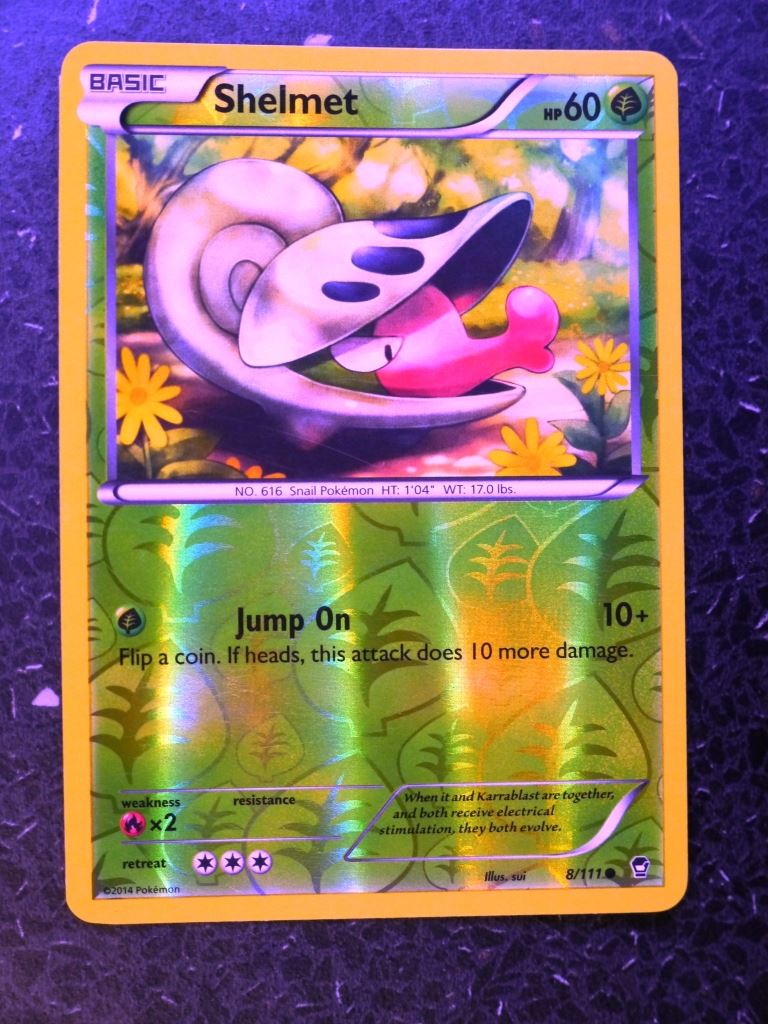 BASIC
Shelmet
HP60
NO. 616 Snail Pokémon HT: 1'04" WT: 17.0 lbs.
Jump On 10+
Flip a coin. If heads, this attack does 10 more damage.
weakness resistance
×2
When it and Karrablast are together,
and both receive electrical
stimulation, they both evolve.
retreat
©2014 Pokémon
Illus. sui 8/111